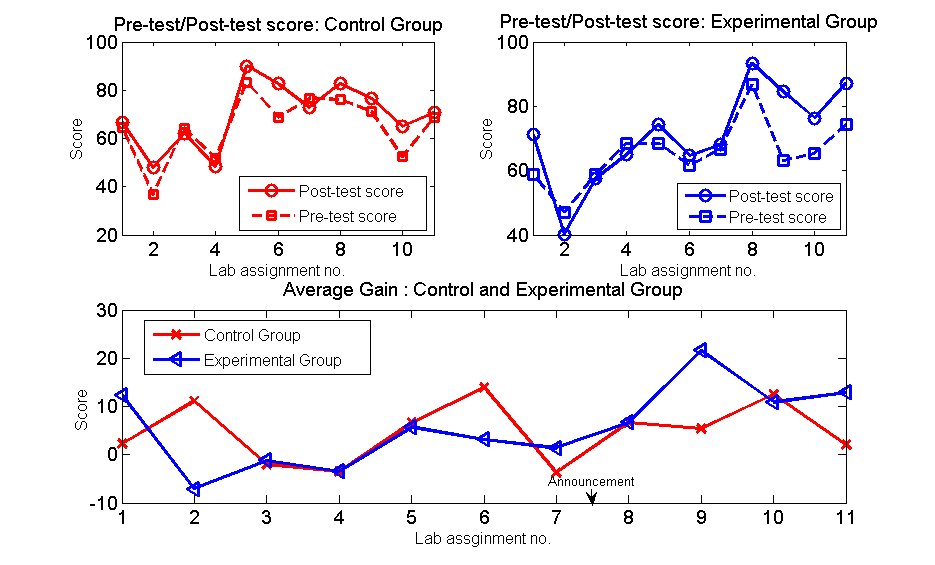 Pre-test/Post-test score: Control Group
100
80
60
40
20
Score
2
4
6
8
10
Lab assignment no.
Post-test score
Pre-test score
Pre-test/Post-test score: Experimental Group
100
80
60
40
Score
2
4
6
8
10
Lab assignment no.
Post-test score
Pre-test score
Average Gain : Control and Experimental Group
30
20
10
0
-10
Score
Control Group
Experimental Group
Announcement
1
2
3
4
5
6
7
8
9
10
11
Lab assginment no.